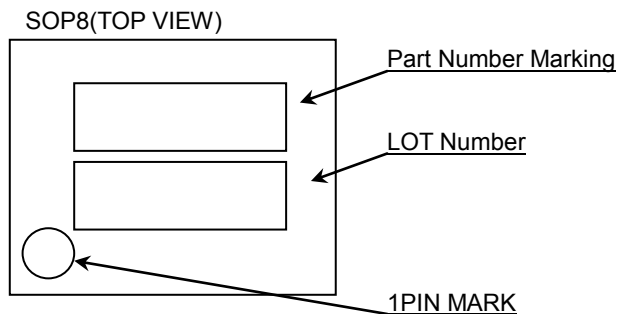 SOP8(TOP VIEW)
Part Number Marking
LOT Number
1PIN MARK